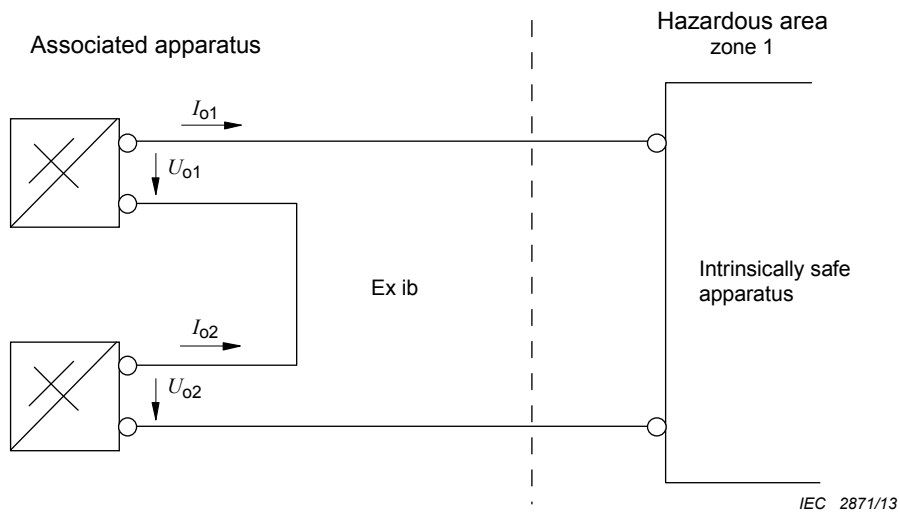 Associated apparatus
Hazardous area
zone 1
Io1
Uo1
Ex ib
Intrinsically safe
apparatus
Io2
Uo2
IEC 2871/13